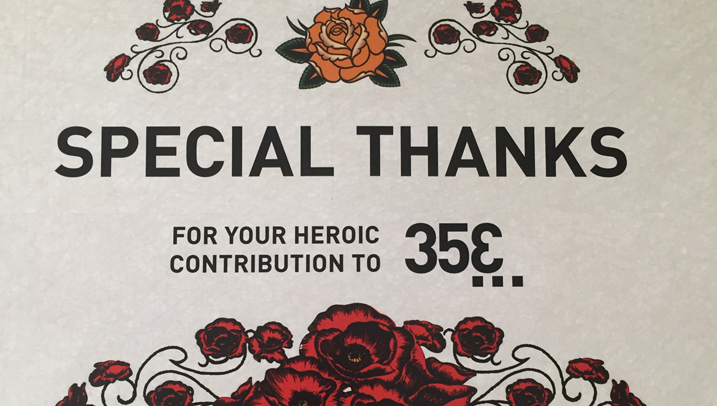 SPECIAL THANKS
FOR YOUR HEROIC
CONTRIBUTION TO 35Ɛ...